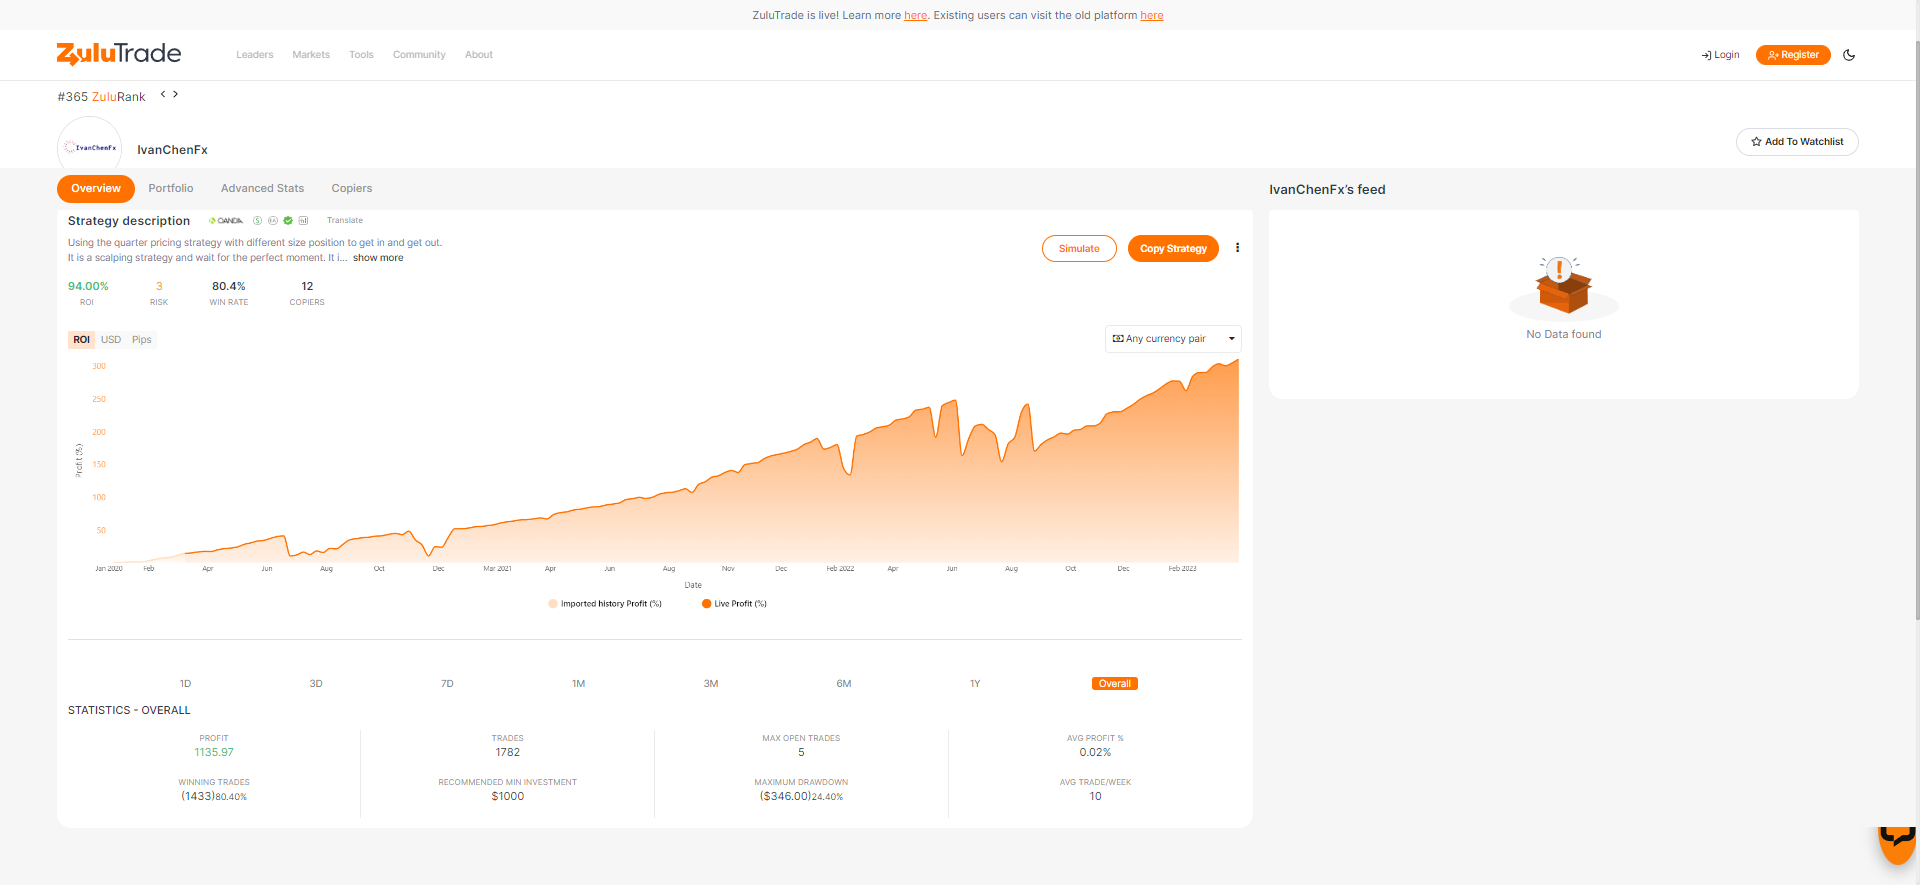 ZuluTrade is live! Learn more here. Existing users can visit the old platform here
ZuluTrade
Leaders Markets Tools Community About
Login Register
#365 ZuluRank
IvanChenFx
IvanChenFx
Add To Watchlist
Overview Portfolio Advanced Stats Copiers
IvanChenFx's feed
Strategy description OANDA Translate
Using the quarter pricing strategy with different size position to get in and get out.
It is a scalping strategy and wait for the perfect moment. It i... show more
Simulate Copy Strategy
94.00% 3 80.4% 12
ROI RISK WIN RATE COPIERS
No Data found
ROI USD Pips
Any currency pair
300
250
200
150
100
50
Profit (%)
Jan 2020 Feb Apr Jun Aug Oct Dec Mar 2021 Apr Jun Aug Nov Dec Feb 2022 Apr Jun Aug Oct Dec Feb 2023
Date
Imported history Profit (%) Live Profit (%)
1D 3D 7D 1M 3M 6M 1Y Overall
STATISTICS - OVERALL
PROFIT TRADES MAX OPEN TRADES AVG PROFIT %
1135.97 1782 5 0.02%
WINNING TRADES RECOMMENDED MIN INVESTMENT MAXIMUM DRAWDOWN AVG TRADE/WEEK
(1433)80.40% $1000 ($346.00)24.40% 10